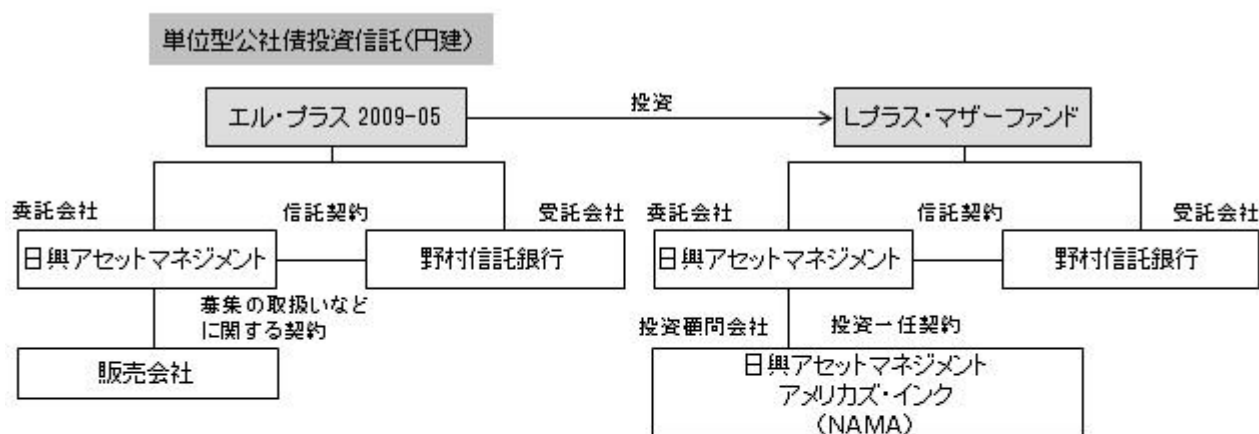 単位型公社債投資信託(円建)
エル・プラス 2009-05
投資
Lプラス・マザーファンド
委託会社
信託契約
受託会社
委託会社
信託契約
受託会社
日興アセットマネジメント
野村信託銀行
日興アセットマネジメント
野村信託銀行
募集の取扱いなど
に関する契約
投資顧問会社
投資一任契約
販売会社
日興アセットマネジメント
アメリカズ・インク
(NAMA)